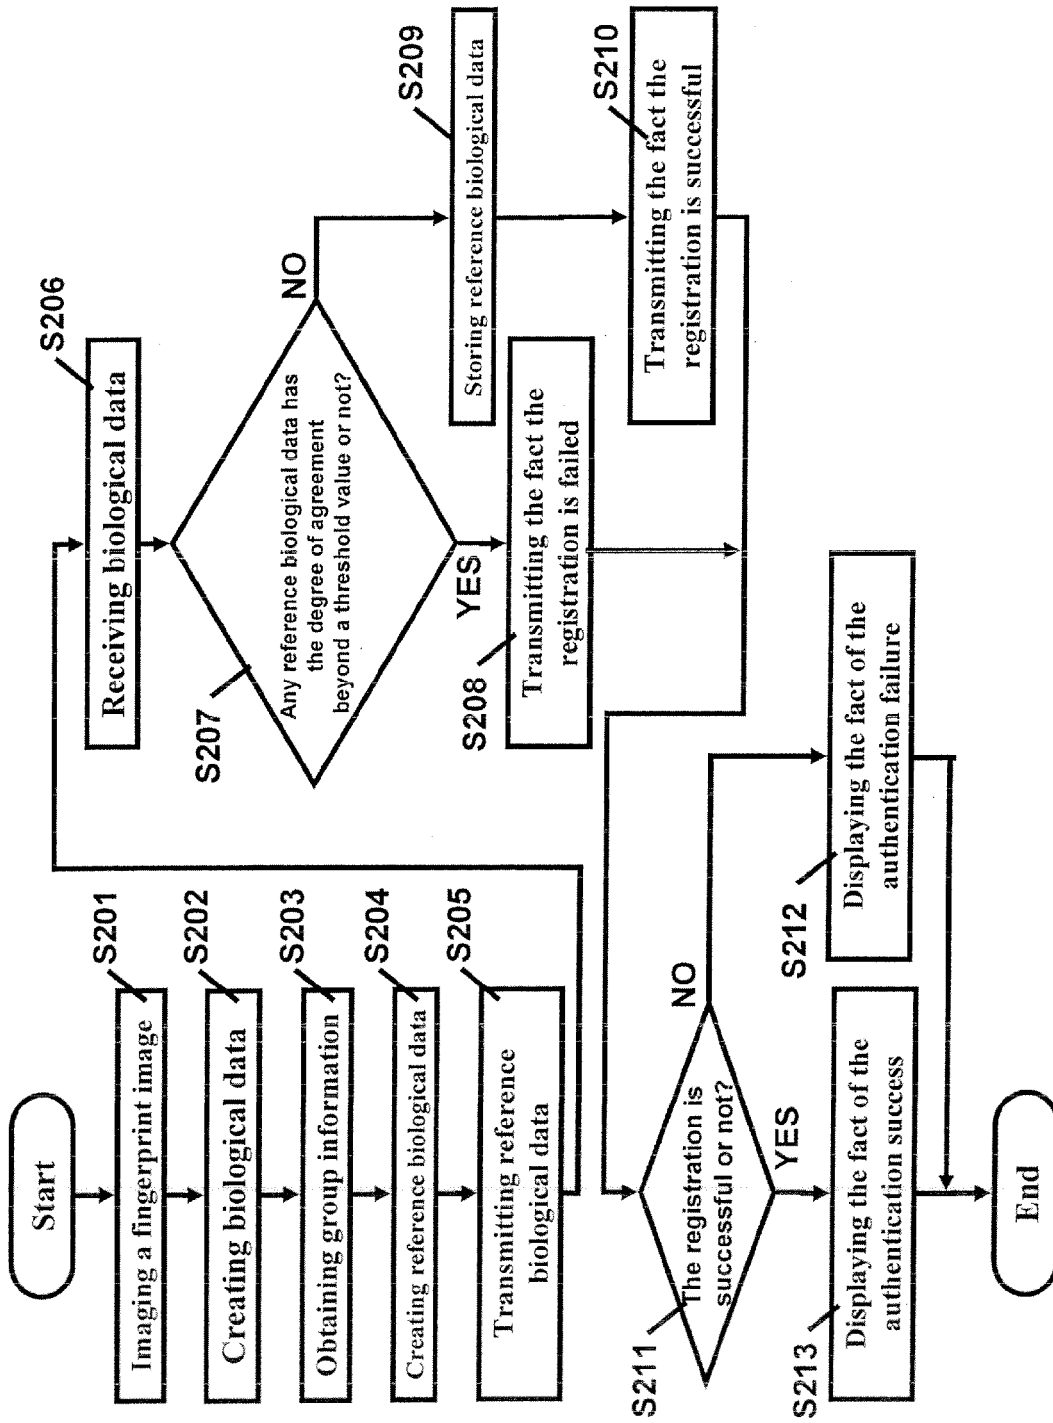 Start
S201
Imaging a fingerprint image
S202
Creating biological data
S203
Obtaining group information
S204
Creating reference biological data
S205
Transmitting reference
biological data
S206
Receiving biological data
S207
Any reference biological data has
the degree of agreement
beyond a threshold value or not?
NO
YES
S208
Transmitting the fact the
registration is failed
S209
Storing reference biological data
S210
Transmitting the fact the
registration is successful
S211
The registration is
successful or not?
NO
YES
S212
Displaying the fact of the
authentication failure
S213
Displaying the fact of the
authentication success
End